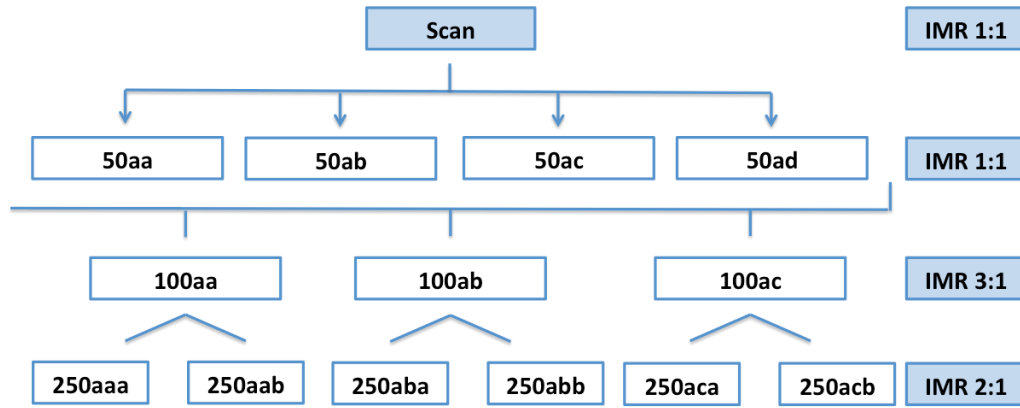 Scan
IMR 1:1
50aa
50ab
50ac
50ad
IMR 1:1
100aa
100ab
100ac
IMR 3:1
250aaa
250aab
250aba
250abb
250aca
250acb
IMR 2:1